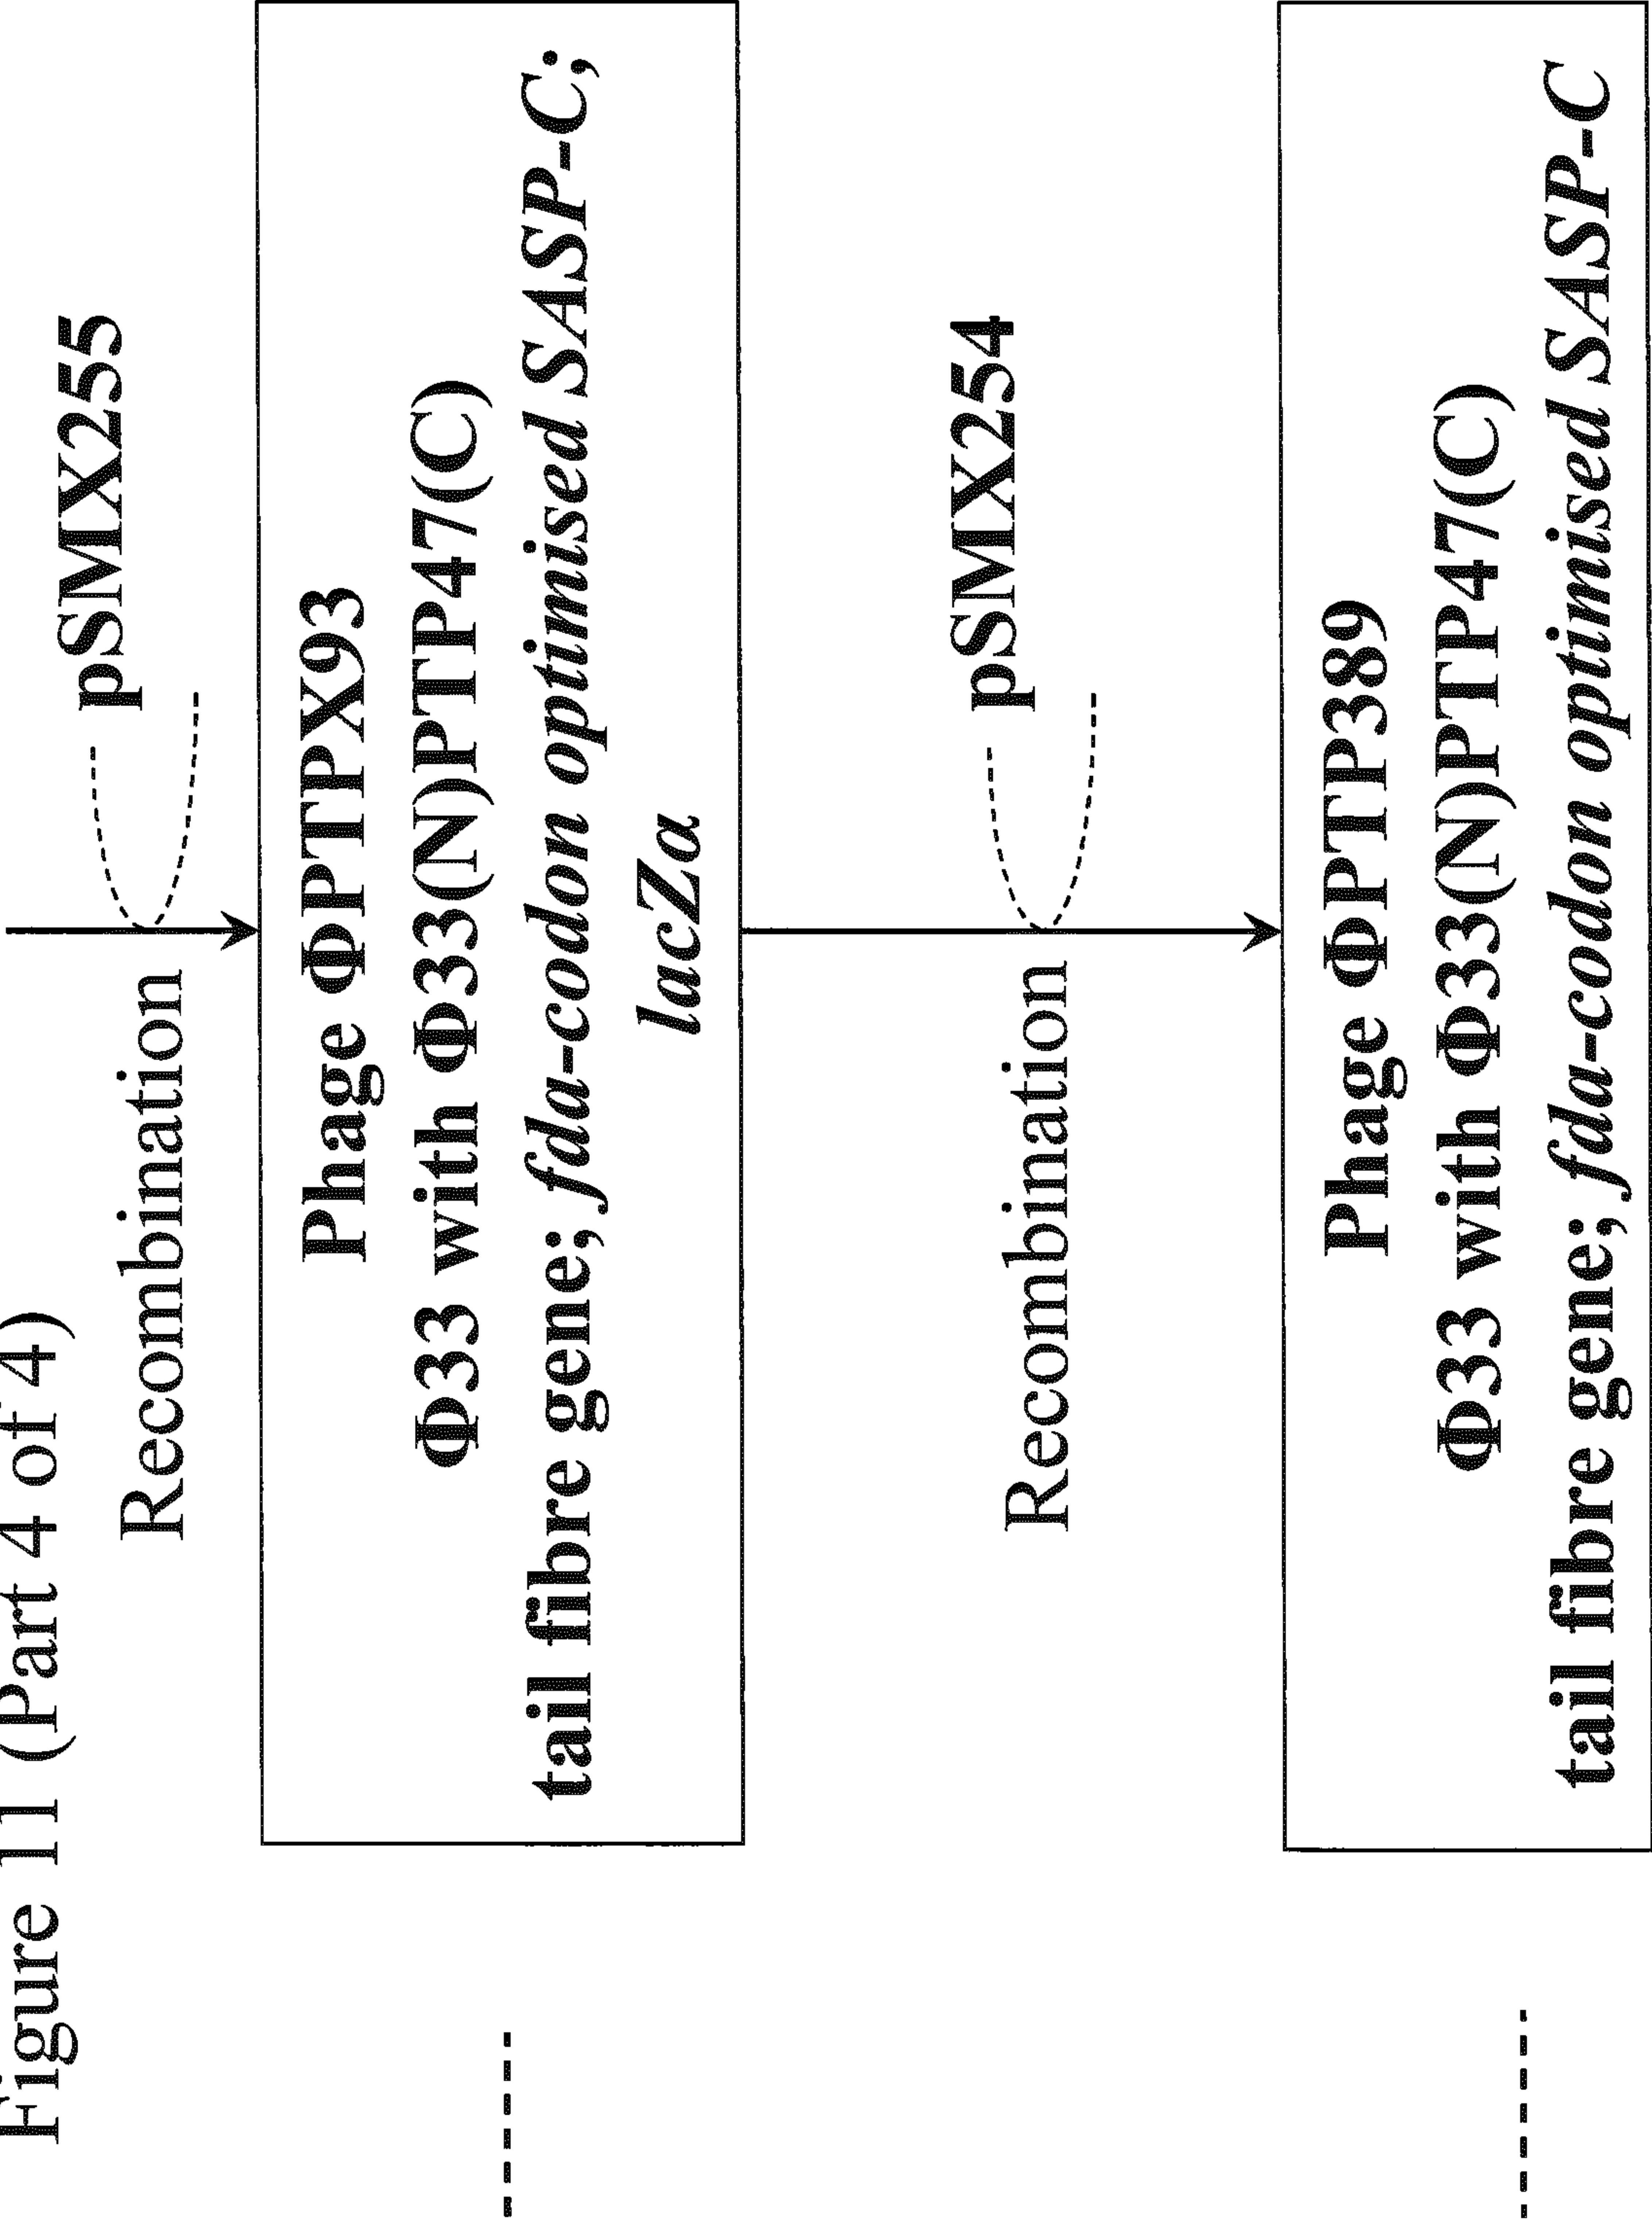 Figure 11 (Part 4 of 4)
pSMX255
Recombination
Phage ΦPTPX93
Φ33 with Φ33(N)PTP47(C)
tail fibre gene; fda-codon optimised SASP-C;
lacZα
pSMX254
Recombination
Phage ΦPTP389
Φ33 with Φ33(N)PTP47(C)
tail fibre gene; fda-codon optimised SASP-C